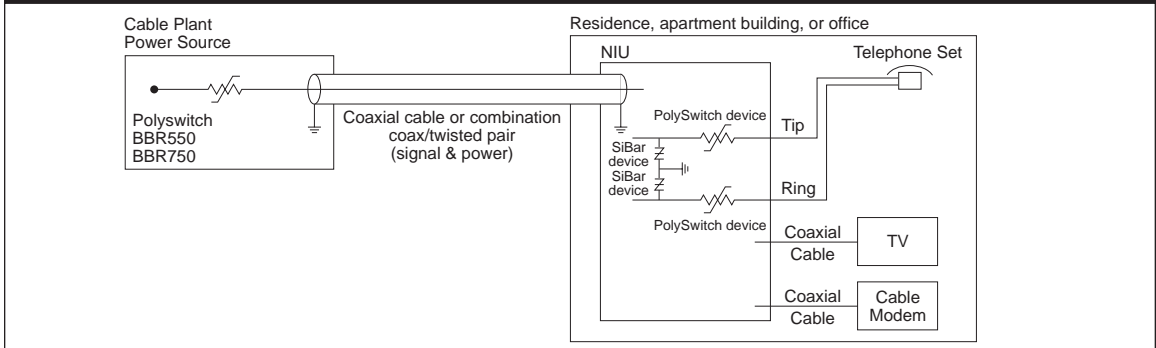 Cable Plant
Power Source
Polyswitch
BBR550
BBR750
Coaxial cable or combination
coax/twisted pair
(signal & power)
Residence, apartment building, or office
NIU
Telephone Set
PolySwitch device
Tip
SiBar
device
SiBar
device
Ring
PolySwitch device
Coaxial
Cable
TV
Coaxial
Cable
Cable
Modem